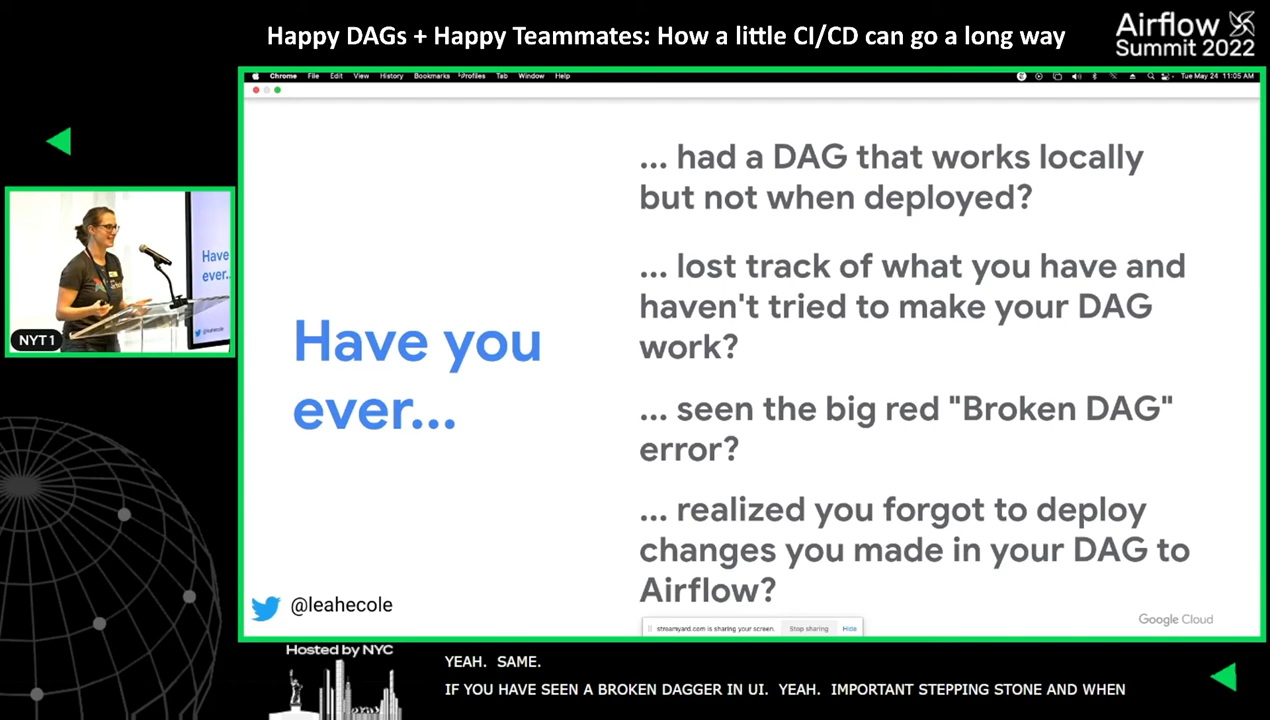 Happy DAGs + Happy Teammates: How a little CI/CD can go a long way
Airflow
Summit 2022
Chrome File Edit View History Bookmarks Profiles Tab Window Help
Tue May 24 11:05 AM
... had a DAG that works locally
but not when deployed?
... lost track of what you have and
haven't tried to make your DAG
work?
... seen the big red "Broken DAG"
error?
... realized you forgot to deploy
changes you made in your DAG to
Airflow?
Have you
ever...
@leahecole
Google Cloud
streamyard.com is sharing your screen. Stop sharing Hide
Have
ever...
@leahecole
NYT 1
Hosted by NYC
YEAH. SAME.
IF YOU HAVE SEEN A BROKEN DAGGER IN UI. YEAH. IMPORTANT STEPPING STONE AND WHEN